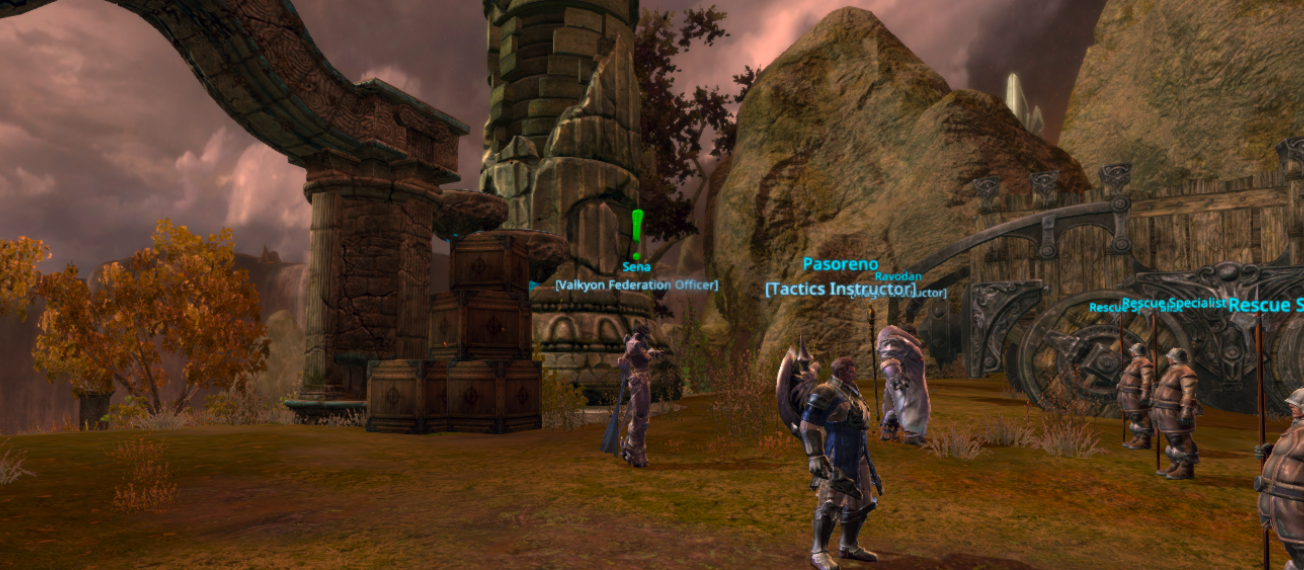 Sena
[Valkyon Federation Officer]
Pasoreno
[Tactics Instructor]
Ravodan
Rescue Specialist
Rescue S